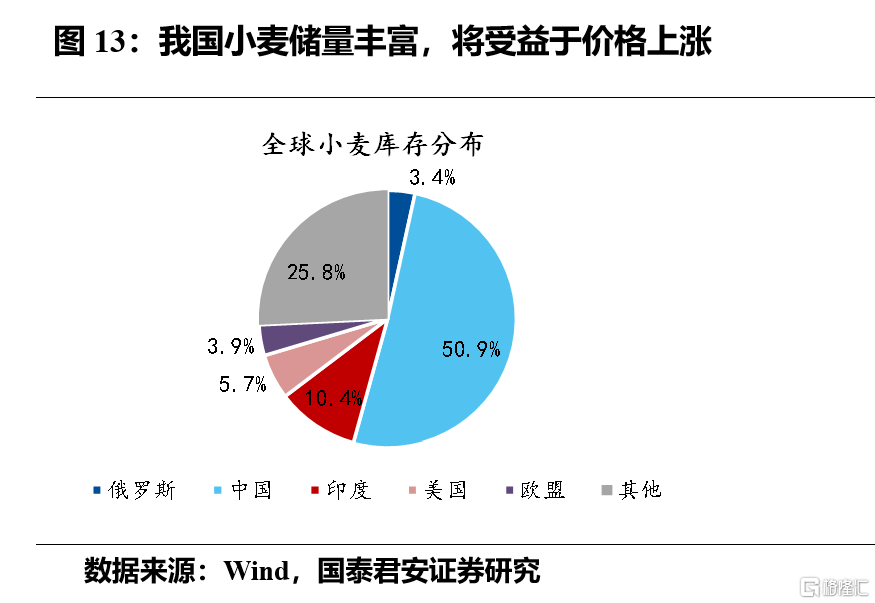 图 13：我国小麦储量丰富，将受益于价格上涨
全球小麦库存分布
3.4%
25.8%
50.9%
3.9%
5.7%
10.4%
俄罗斯 中国 印度 美国 欧盟 其他
数据来源：Wind，国泰君安证券研究
格隆汇